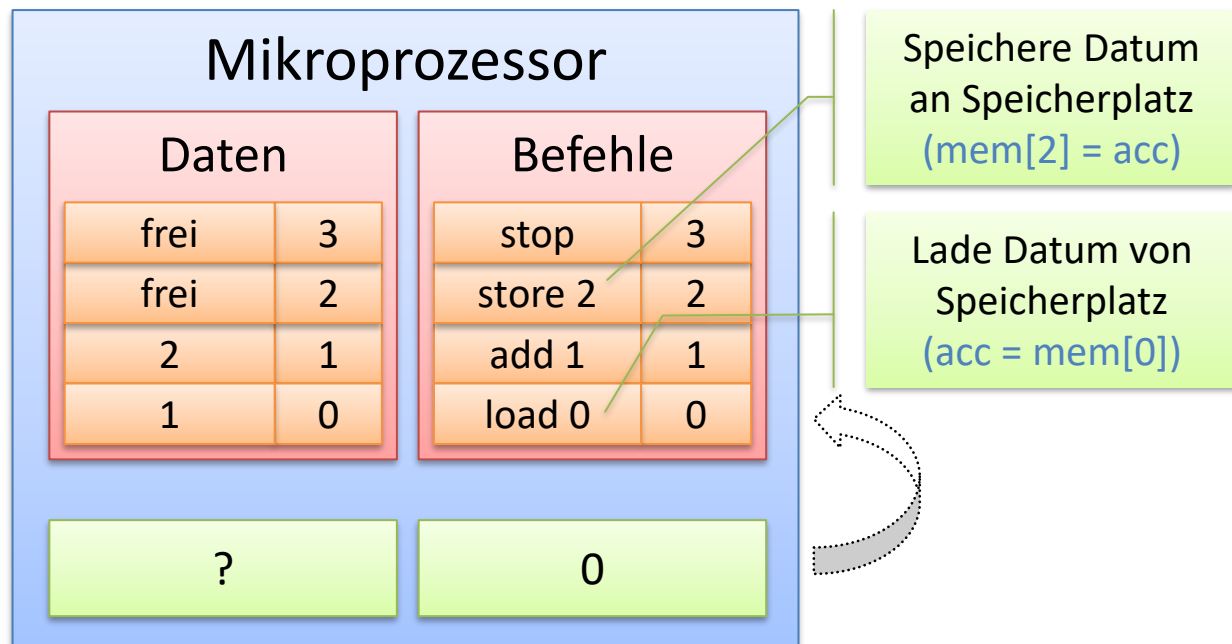 Mikroprozessor
Daten
frei 3
frei 2
2 1
1 0
Befehle
stop 3
store 2 2
add 1 1
load 0 0
?
0
Speichere Datum
an Speicherplatz
(mem[2] = acc)
Lade Datum von
Speicherplatz
(acc = mem[0])